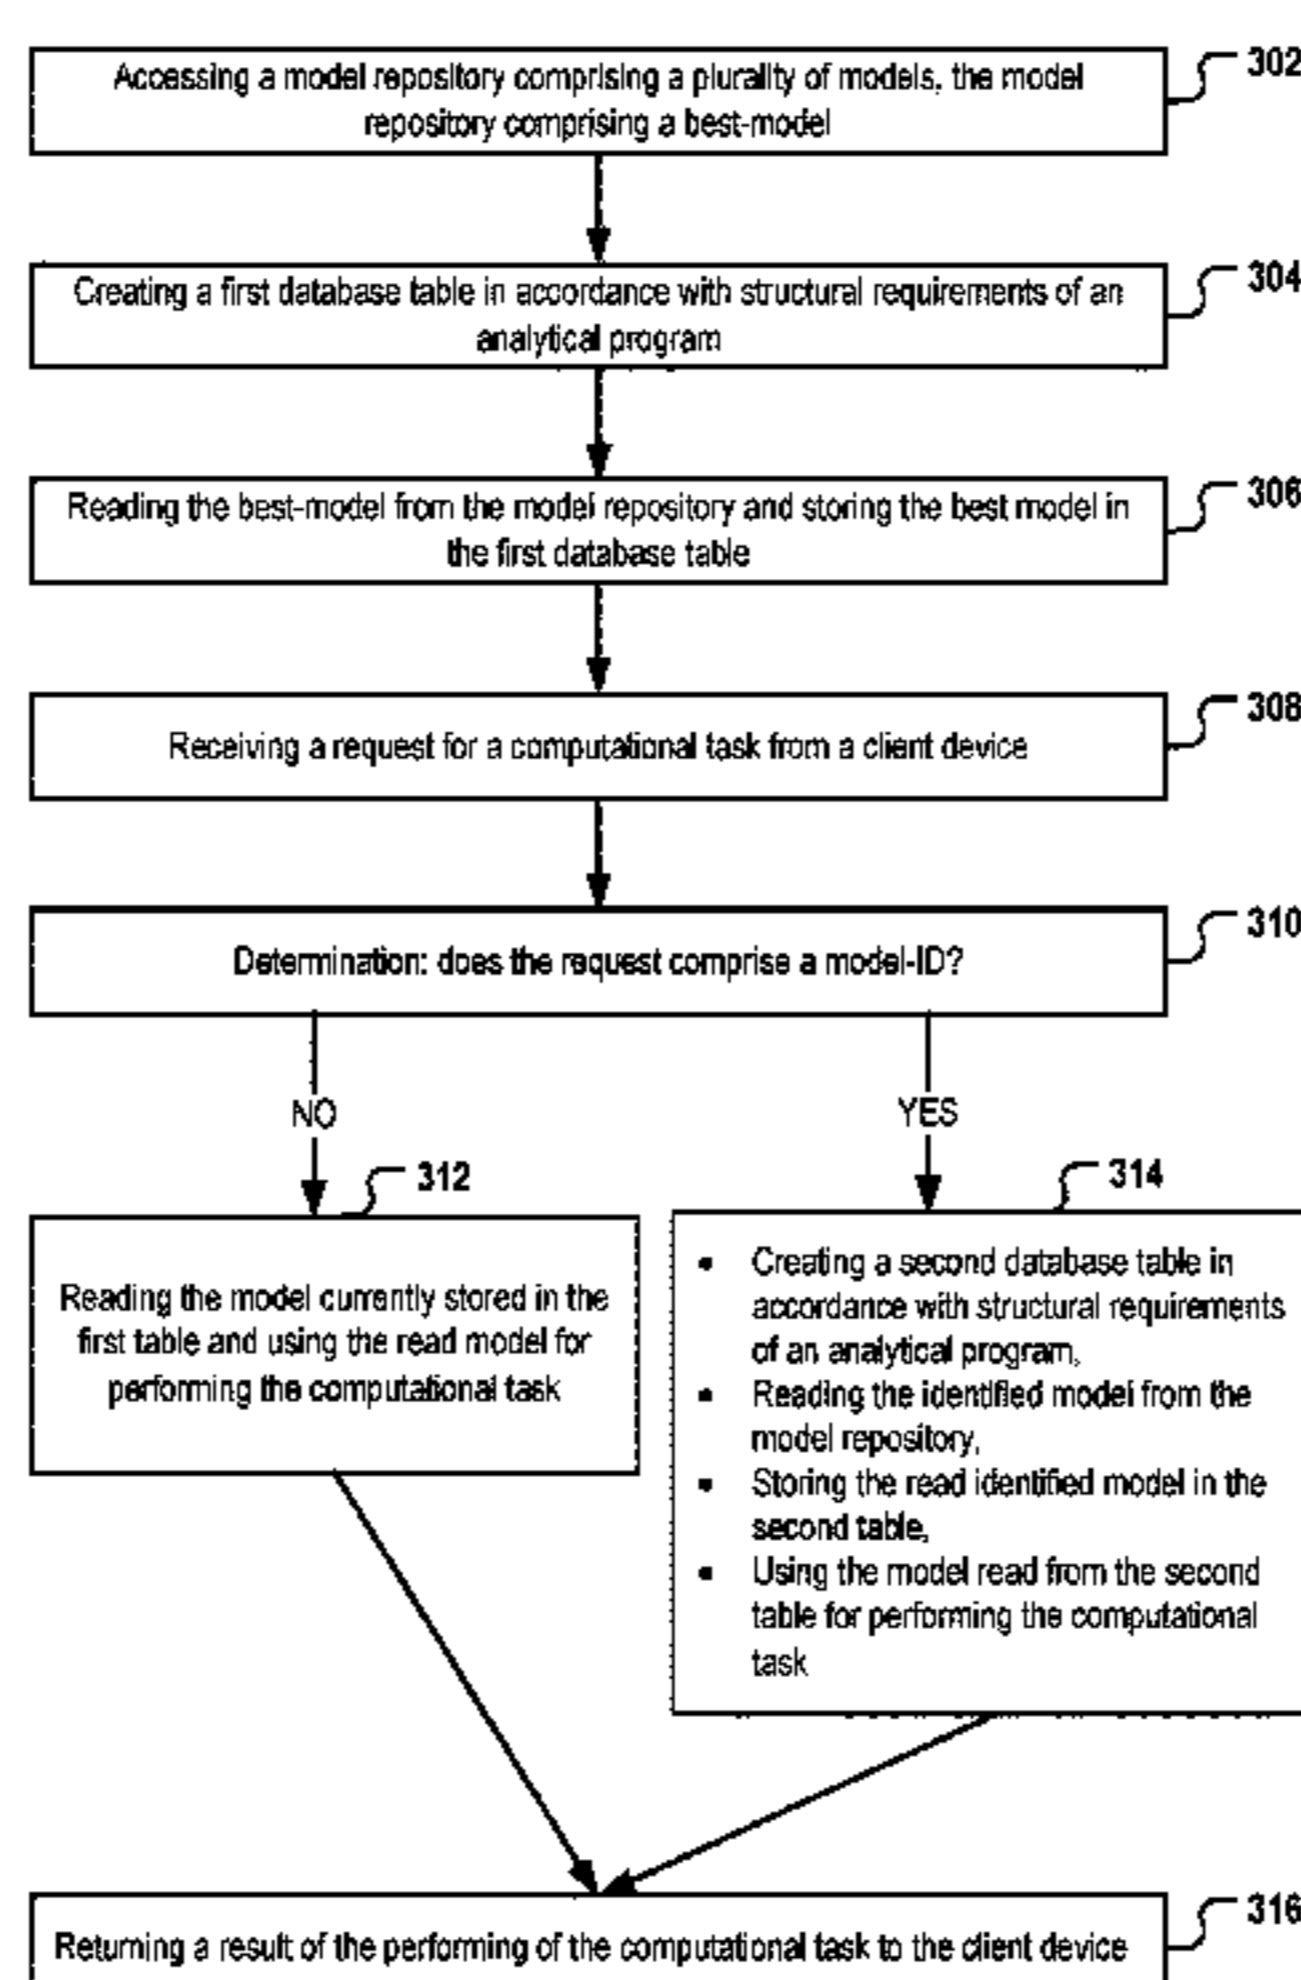 Accessing a model repository comprising a plurality of models, the model
repository comprising a best-model
302
Creating a first database table in accordance with structural requirements of an
analytical program
304
Reading the best-model from the model repository and storing the best model in
the first database table
306
Receiving a request for a computational task from a client device
308
Determination: does the request comprise a model-ID?
310
NO
YES
312
Reading the model currently stored in the
first table and using the read model for
performing the computational task
314
• Creating a second database table in
accordance with structural requirements
of an analytical program,
• Reading the identified model from the
model repository,
• Storing the read identified model in the
second table,
• Using the model read from the second
table for performing the computational
task
Returning a result of the performing of the computational task to the client device
316